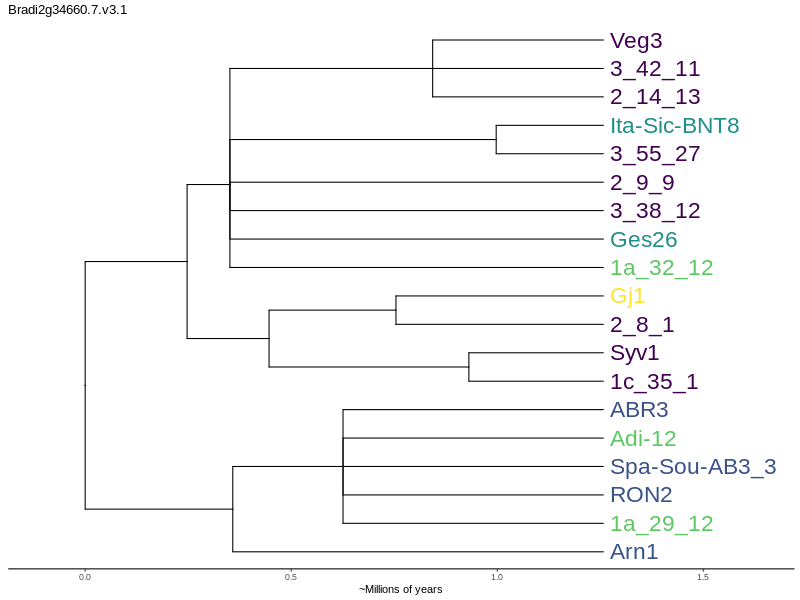 Bradi2g34660.7.v3.1
Veg3
3_42_11
2_14_13
Ita-Sic-BNT8
3_55_27
2_9_9
3_38_12
Ges26
1a_32_12
Gj1
2_8_1
Syv1
1c_35_1
ABR3
Adi-12
Spa-Sou-AB3_3
RON2
1a_29_12
Arn1
0.0 0.5 1.0 1.5
~Millions of years